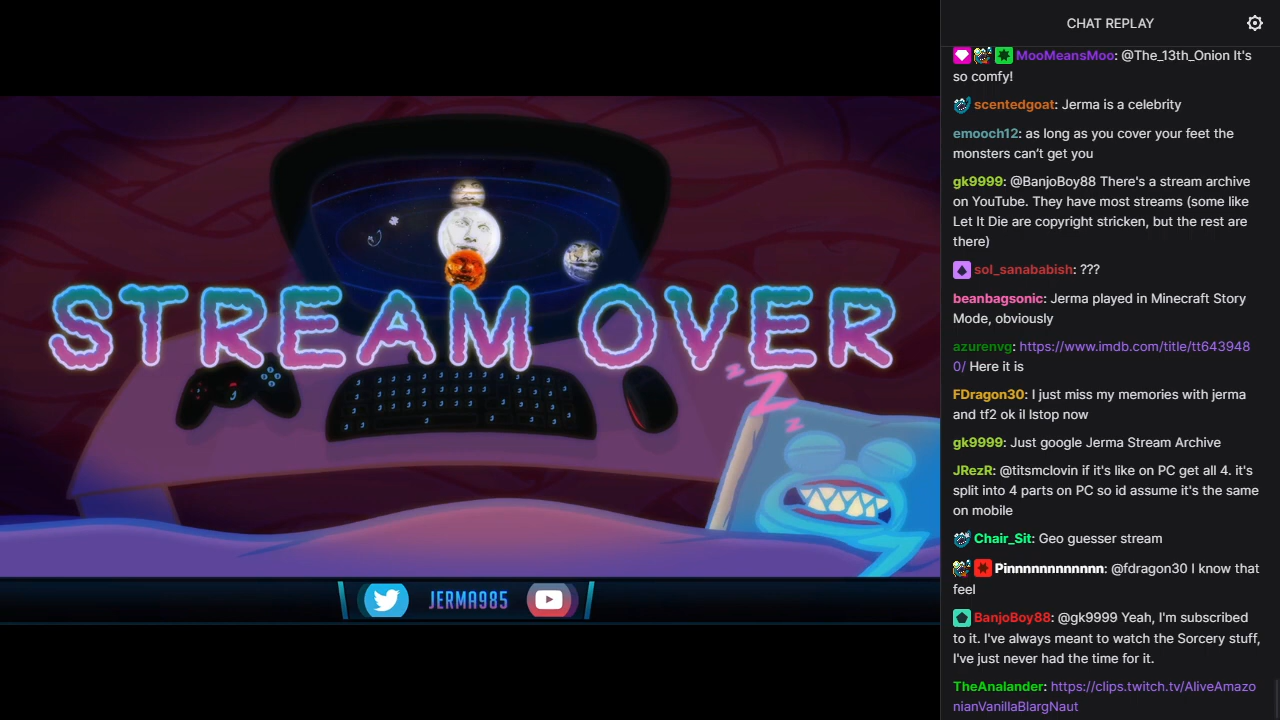 STREAM OVER
z
Z
z
JERMA985
CHAT REPLAY
MooMeansMoo: @The_13th_Onion It's
so comfy!
scentedgoat: Jerma is a celebrity
emooch12: as long as you cover your feet the
monsters can't get you
gk9999: @BanjoBoy88 There's a stream archive
on YouTube. They have most streams (some like
Let It Die are copyright stricken, but the rest are
there)
sol_sanababish: ???
beanbagsonic: Jerma played in Minecraft Story
Mode, obviously
azurenvg: https://www.imdb.com/title/tt643948
0/ Here it is
FDragon30: I just miss my memories with jerma
and tf2 ok il lstop now
gk9999: Just google Jerma Stream Archive
JRezR: @titsmclovin if it's like on PC get all 4. it's
split into 4 parts on PC so id assume it's the same
on mobile
Chair_Sit: Geo guesser stream
Pinnnnnnnnnnnn: @fdragon30 I know that
feel
BanjoBoy88: @gk9999 Yeah, I'm subscribed
to it. I've always meant to watch the Sorcery stuff,
I've just never had the time for it.
TheAnalander: https://clips.twitch.tv/AliveAmazo
nianVanillaBlargNaut